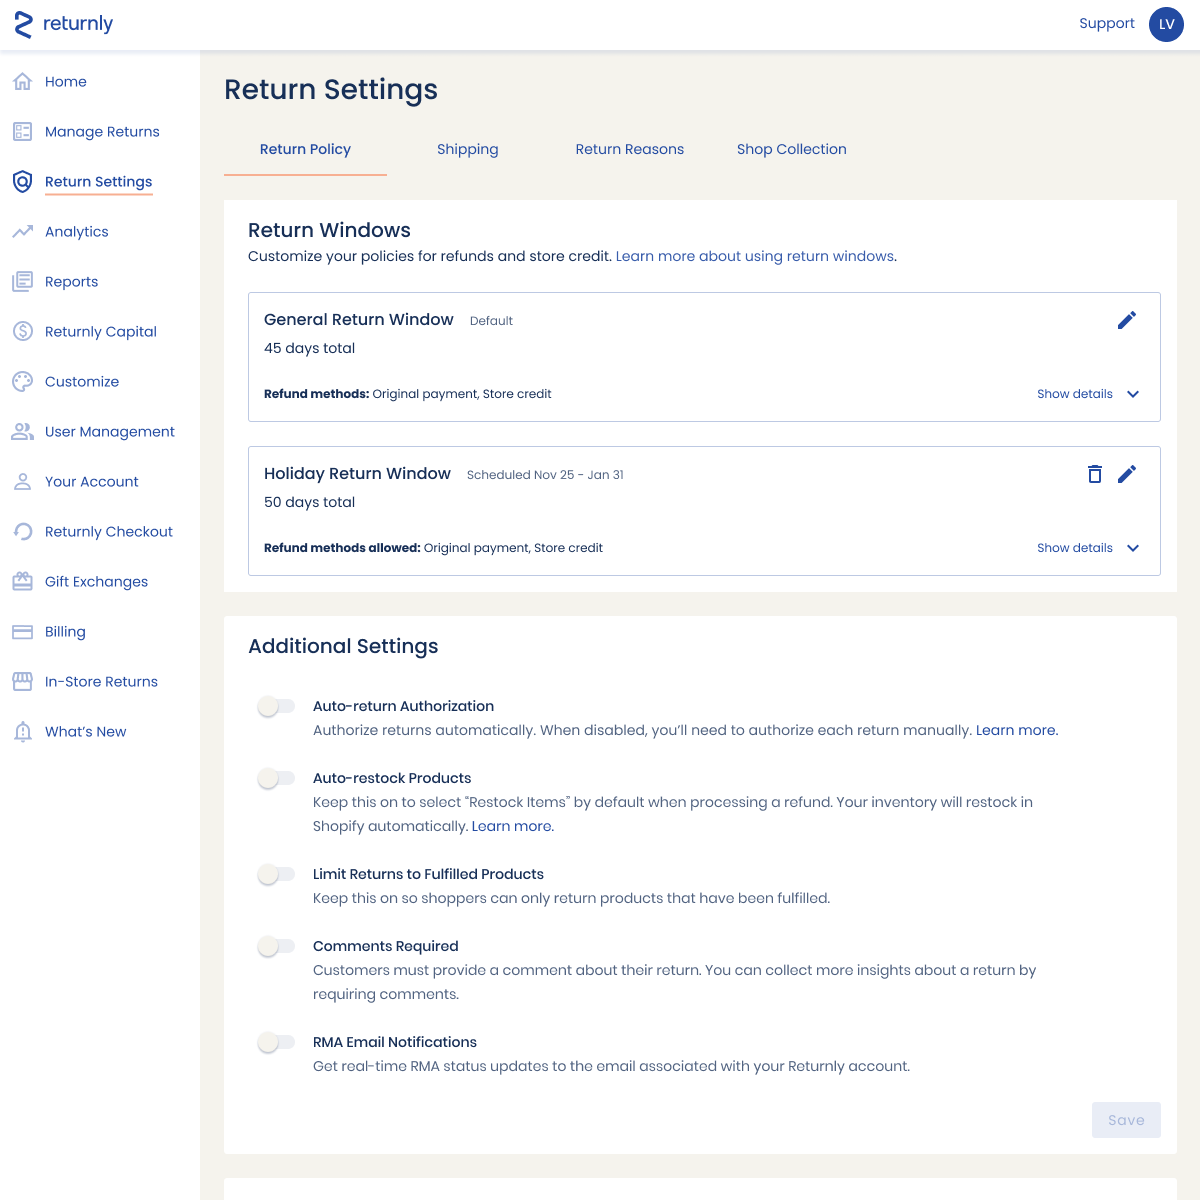 returnly
Support
LV
Home
Manage Returns
Return Settings
Analytics
Reports
Returnly Capital
Customize
User Management
Your Account
Returnly Checkout
Gift Exchanges
Billing
In-Store Returns
What’s New
Return Settings
Return Policy
Shipping
Return Reasons
Shop Collection
Return Windows
Customize your policies for refunds and store credit. Learn more about using return windows.
General Return Window Default
45 days total
Refund methods: Original payment, Store credit
Show details
Holiday Return Window Scheduled Nov 25 - Jan 31
50 days total
Refund methods allowed: Original payment, Store credit
Show details
Additional Settings
Auto-return Authorization
Authorize returns automatically. When disabled, you’ll need to authorize each return manually. Learn more.
Auto-restock Products
Keep this on to select “Restock Items” by default when processing a refund. Your inventory will restock in
Shopify automatically. Learn more.
Limit Returns to Fulfilled Products
Keep this on so shoppers can only return products that have been fulfilled.
Comments Required
Customers must provide a comment about their return. You can collect more insights about a return by
requiring comments.
RMA Email Notifications
Get real-time RMA status updates to the email associated with your Returnly account.
Save